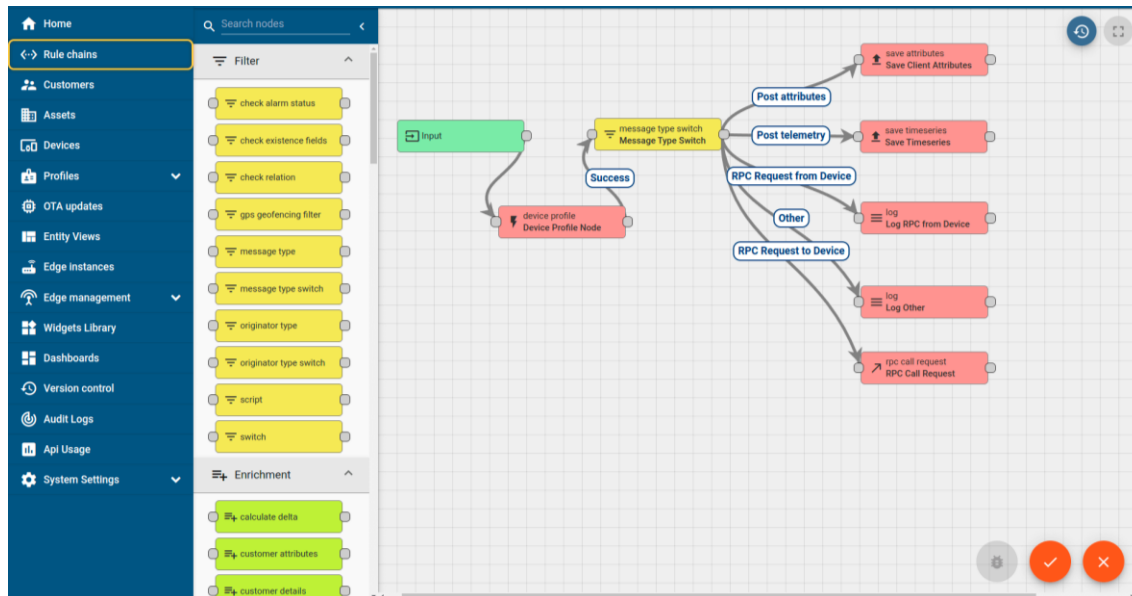 Home
Rule chains
Customers
Assets
Devices
Profiles
OTA updates
Entity Views
Edge instances
Edge management
Widgets Library
Dashboards
Version control
Audit Logs
Api Usage
System Settings
Search nodes
Filter
check alarm status
check existence fields
check relation
gps geofencing filter
message type
message type switch
originator type
originator type switch
script
switch
Enrichment
calculate delta
customer attributes
customer details
Input
device profile
Device Profile Node
Success
message type switch
Message Type Switch
Post attributes
Post telemetry
RPC Request from Device
Other
RPC Request to Device
save attributes
Save Client Attributes
save timeseries
Save Timeseries
log
Log RPC from Device
log
Log Other
rpc call request
RPC Call Request